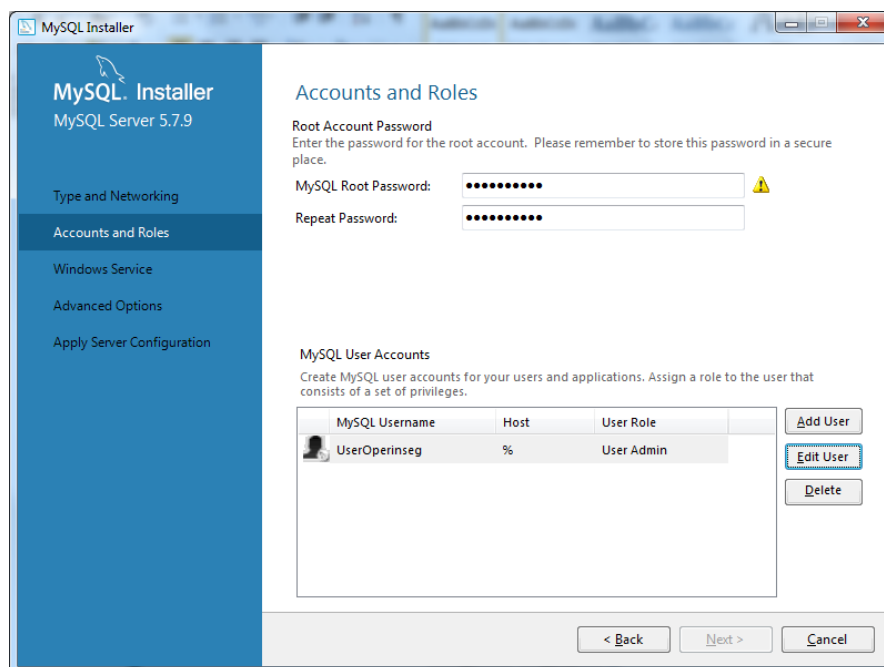 MySQL Installer
MySQL. Installer
MySQL Server 5.7.9
Type and Networking
Accounts and Roles
Windows Service
Advanced Options
Apply Server Configuration
Accounts and Roles
Root Account Password
Enter the password for the root account. Please remember to store this password in a secure
place.
MySQL Root Password: ●●●●●●●●●●
Repeat Password: ●●●●●●●●●●
MySQL User Accounts
Create MySQL user accounts for your users and applications. Assign a role to the user that
consists of a set of privileges.
MySQL Username Host User Role
UserOperinseg % User Admin
Add User
Edit User
Delete
< Back Next > Cancel